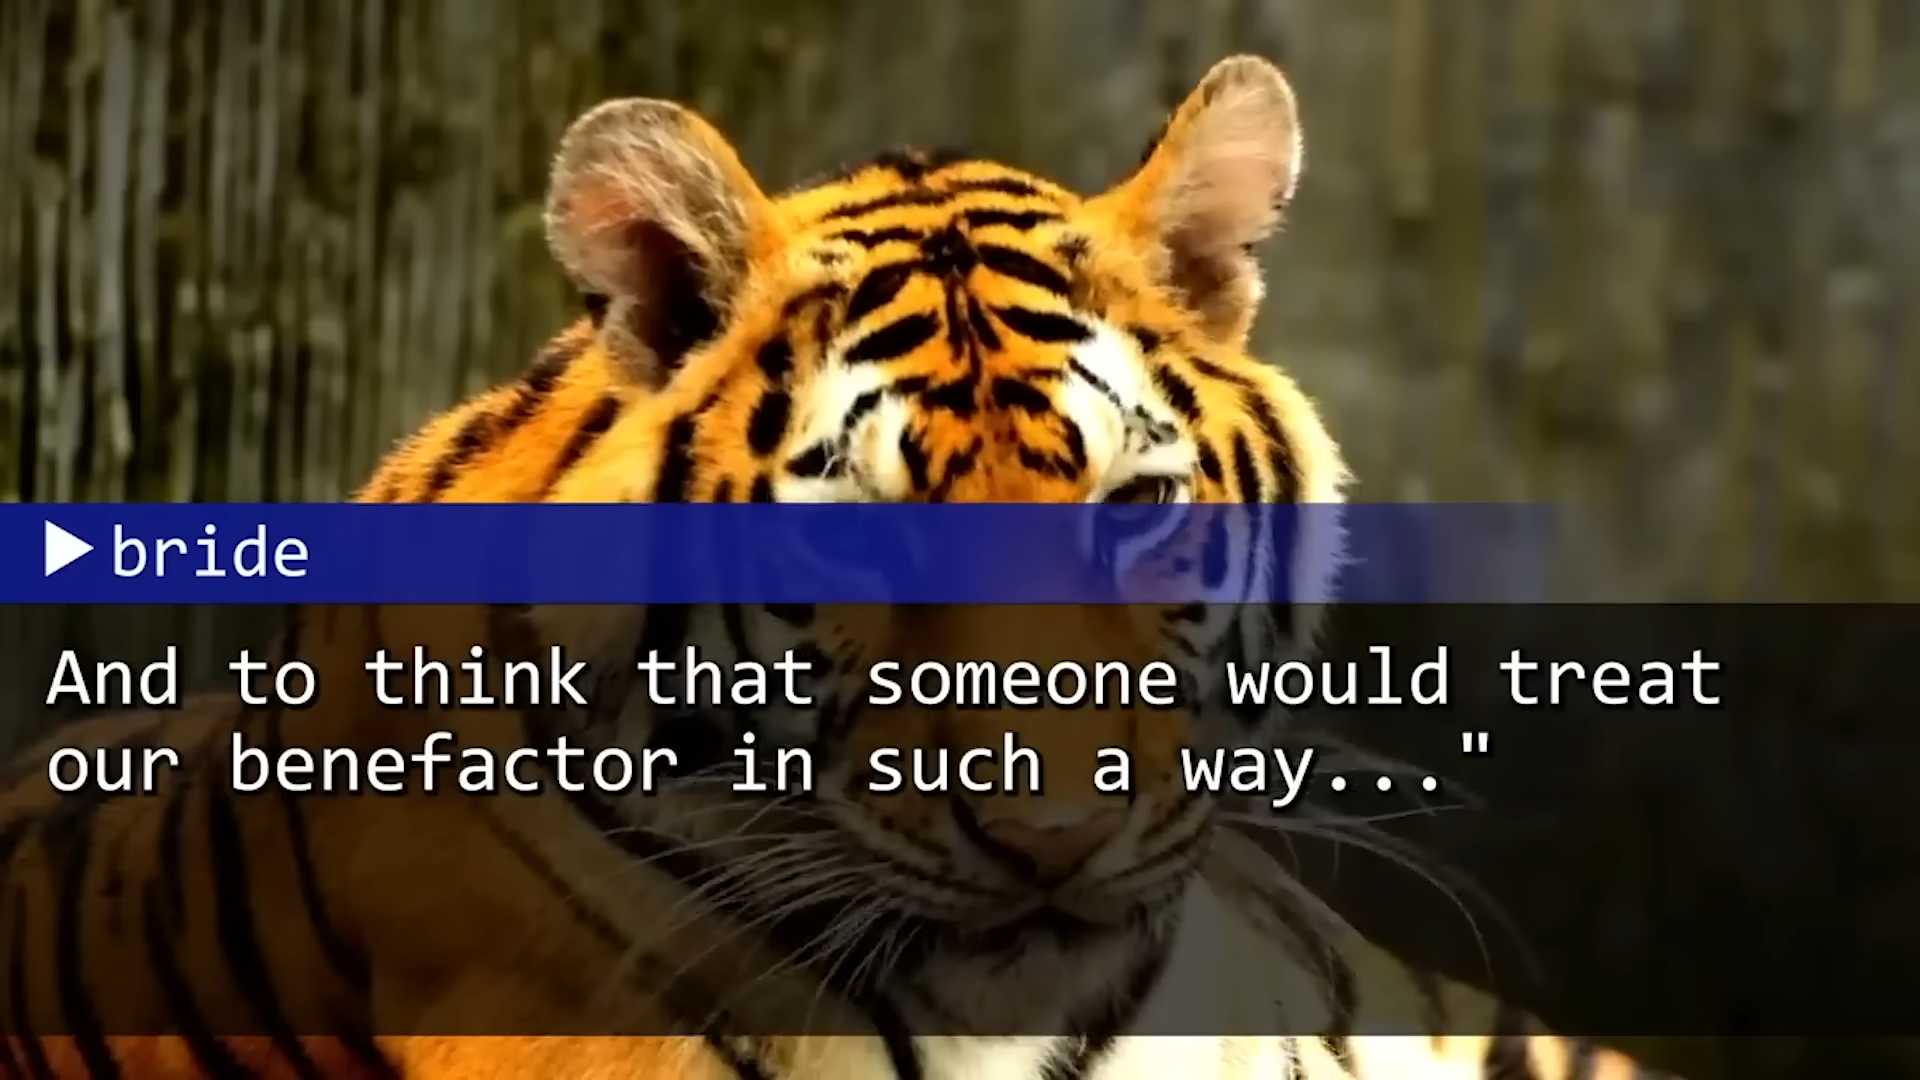 ▶bride
And to think that someone would treat
our benefactor in such a way..."